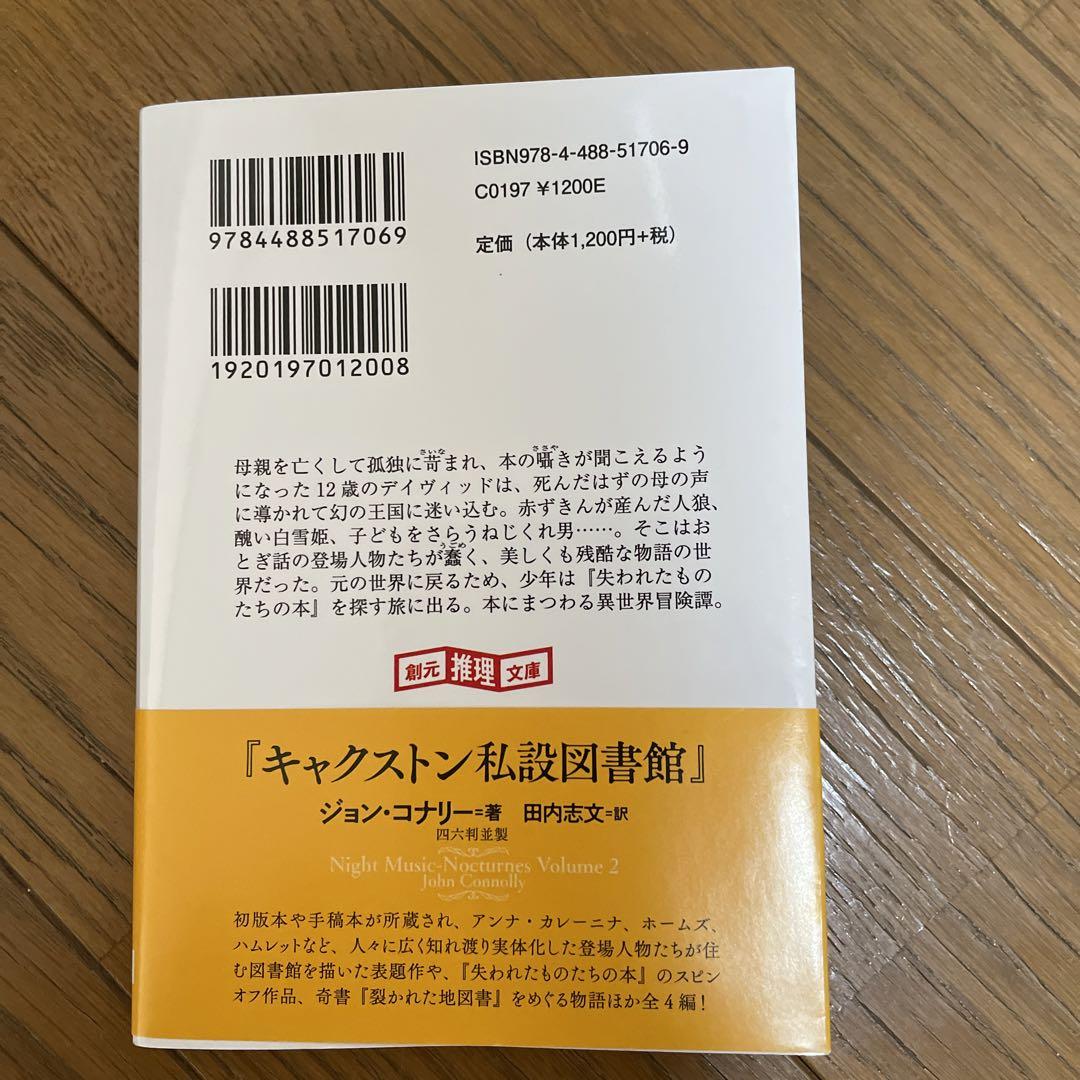 ISBN978-4-488-51706-9
C0197 ¥1200E
定価（本体1,200円+税）
9784488517069
1920197012008
母親を亡くして孤独に苛まれ、本の囁きが聞こえるよう
になった12歳のデイヴィッドは、死んだはずの母の声
に導かれて幻の王国に迷い込む。赤ずきんが産んだ人狼、
醜い白雪姫、子どもをさらうねじくれ男……。そこはお
とぎ話の登場人物たちが蠢く、美しくも残酷な物語の世
界だった。元の世界に戻るため、少年は『失われたもの
たちの本』を探す旅に出る。本にまつわる異世界冒険譚。
創元推理文庫
『キャクストン私設図書館』
ジョン・コナリー=著 田内志文=訳
四六判並製
Night Music-Nocturnes Volume 2
John Connolly
初版本や手稿本が所蔵され、アンナ・カレーニナ、ホームズ、
ハムレットなど、人々に広く知れ渡り実体化した登場人物たちが住
む図書館を描いた表題作や、『失われたものたちの本』のスピン
オフ作品、奇書『裂かれた地図書』をめぐる物語ほか全4編！